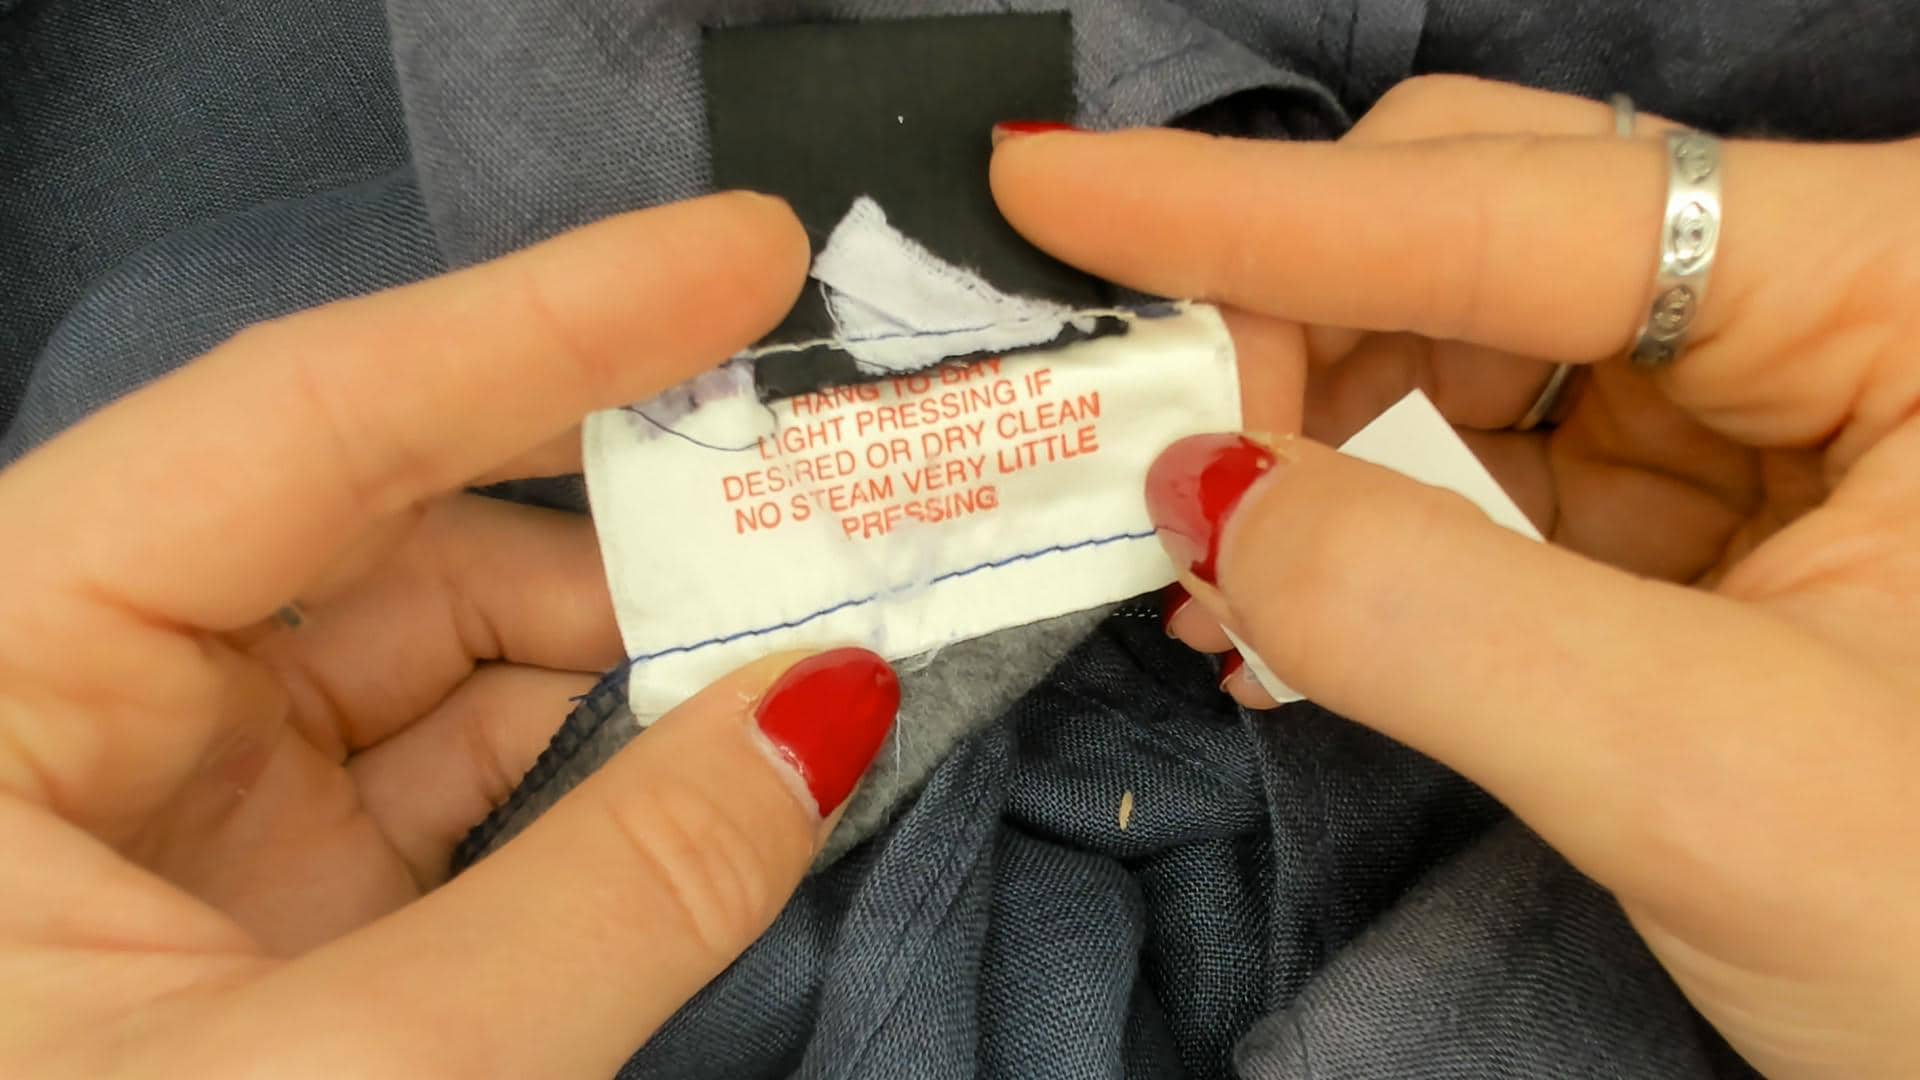 HANG TO DRY
LIGHT PRESSING IF
DESIRED OR DRY CLEAN
NO STEAM VERY LITTLE
PRESSING